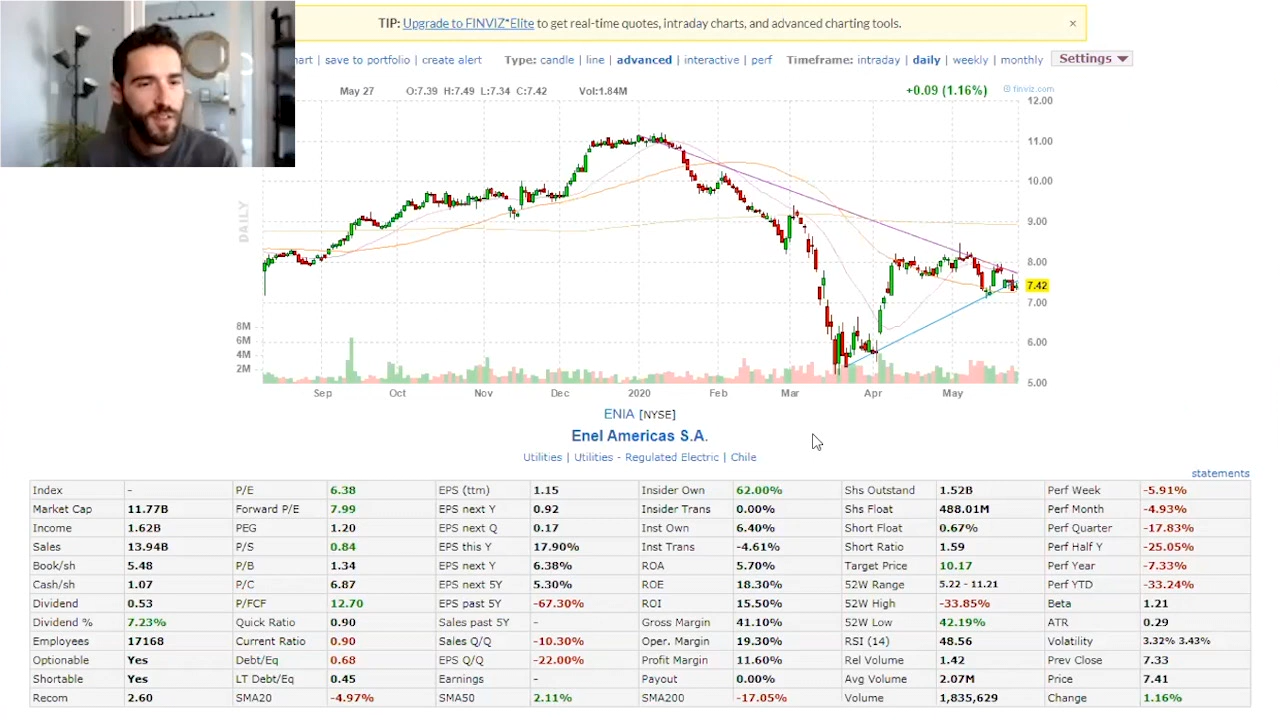 TIP: Upgrade to FINVIZ*Elite to get real-time quotes, intraday charts, and advanced charting tools. ×
| save to portfolio | create alert Type: candle | line | advanced | interactive | perf Timeframe: intraday | daily | weekly | monthly Settings
May 27 O:7.39 H:7.49 L:7.34 C:7.42 Vol:1.84M +0.09 (1.16%) © finviz.com
12.00
11.00
10.00
9.00
8.00
7.42
7.00
6.00
5.00
DAILY
8M
6M
4M
2M
Sep Oct Nov Dec 2020 Feb Mar Apr May
ENIA [NYSE]
Enel Americas S.A.
Utilities | Utilities - Regulated Electric | Chile
statements
Index - P/E 6.38 EPS (ttm) 1.15 Insider Own 62.00% Shs Outstand 1.52B Perf Week -5.91%
Market Cap 11.77B Forward P/E 7.99 EPS next Y 0.92 Insider Trans 0.00% Shs Float 488.01M Perf Month -4.93%
Income 1.62B PEG 1.20 EPS next Q 0.17 Inst Own 6.40% Short Float 0.67% Perf Quarter -17.83%
Sales 13.94B P/S 0.84 EPS this Y 17.90% Inst Trans -4.61% Short Ratio 1.59 Perf Half Y -25.05%
Book/sh 5.48 P/B 1.34 EPS next Y 6.38% ROA 5.70% Target Price 10.17 Perf Year -7.33%
Cash/sh 1.07 P/C 6.87 EPS next 5Y 5.30% ROE 18.30% 52W Range 5.22 - 11.21 Perf YTD -33.24%
Dividend 0.53 P/FCF 12.70 EPS past 5Y -67.30% ROI 15.50% 52W High -33.85% Beta 1.21
Dividend % 7.23% Quick Ratio 0.90 Sales past 5Y - Gross Margin 41.10% 52W Low 42.19% ATR 0.29
Employees 17168 Current Ratio 0.90 Sales Q/Q -10.30% Oper. Margin 19.30% RSI (14) 48.56 Volatility 3.32% 3.43%
Optionable Yes Debt/Eq 0.68 EPS Q/Q -22.00% Profit Margin 11.60% Rel Volume 1.42 Prev Close 7.33
Shortable Yes LT Debt/Eq 0.45 Earnings - Payout 0.00% Avg Volume 2.07M Price 7.41
Recom 2.60 SMA20 -4.97% SMA50 2.11% SMA200 -17.05% Volume 1,835,629 Change 1.16%